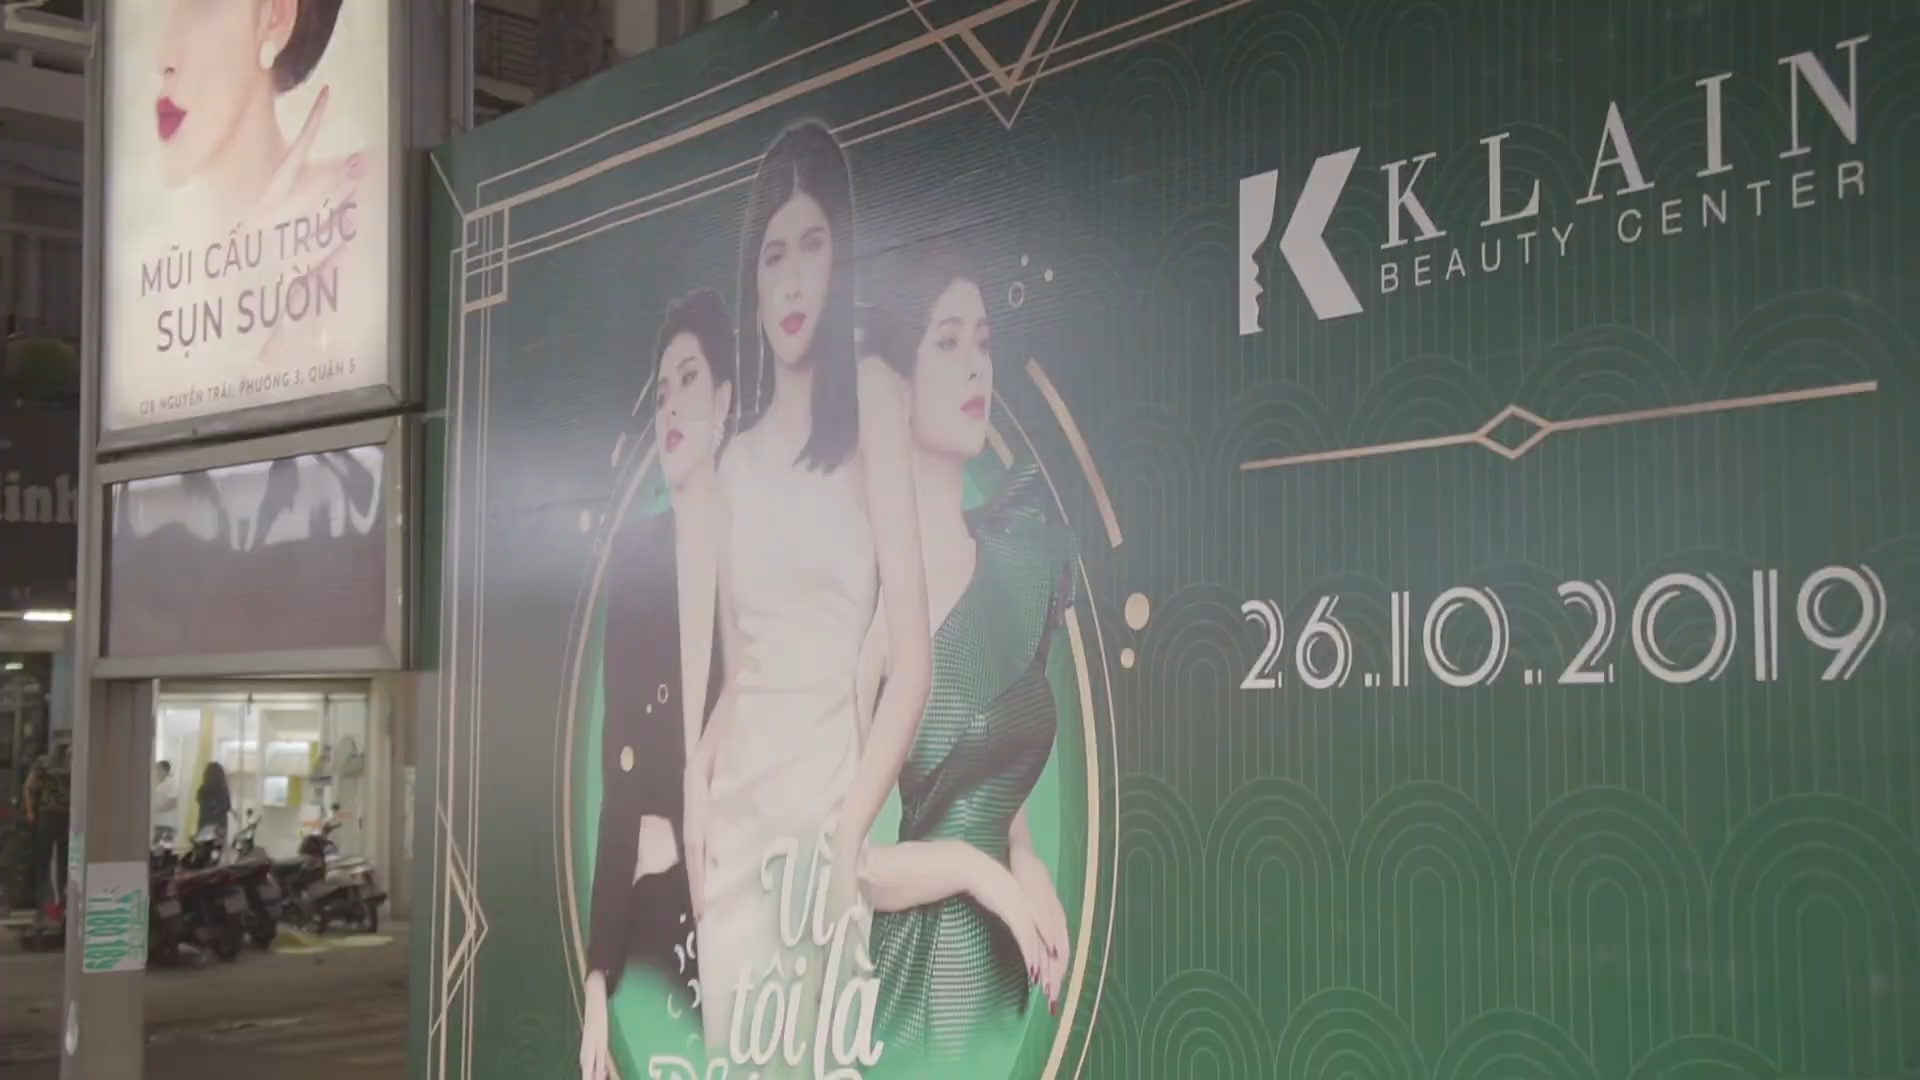 MŨI CẤU TRÚC
SỤN SƯỜN
126 NGUYỄN TRÃI, PHƯỜNG 3, QUẬN 5
KLAIN
BEAUTY CENTER
26.10.2019
Vì
tôi là